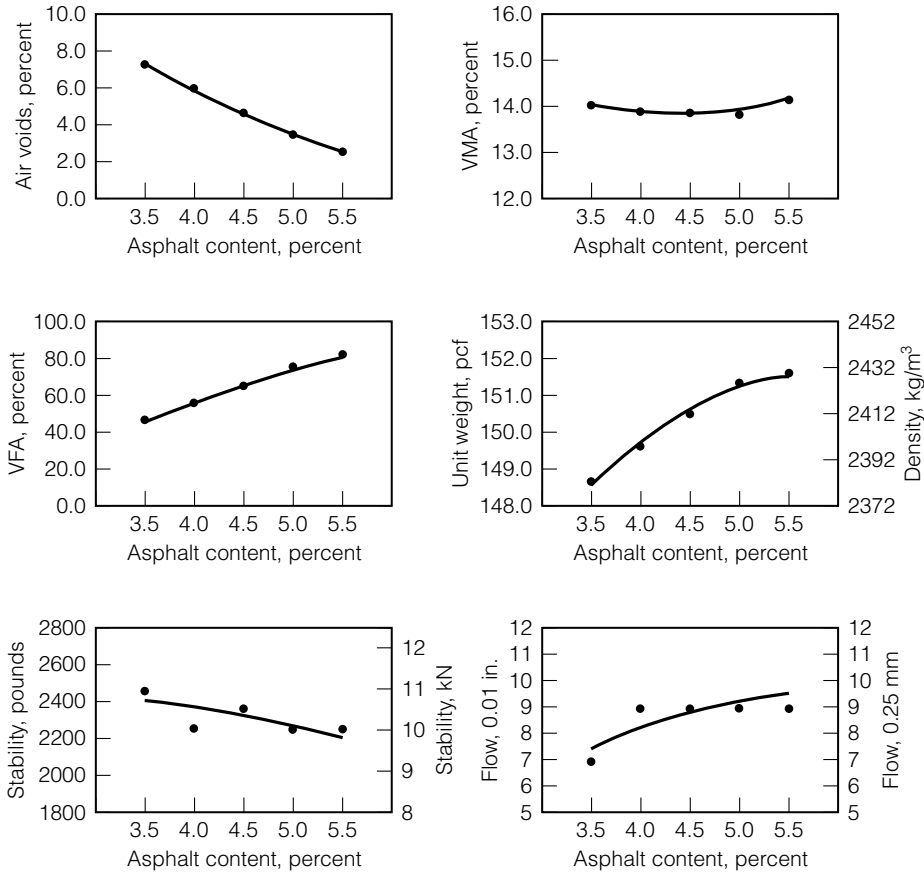 Air voids, percent
10.0
8.0
6.0
4.0
2.0
0.0
3.5 4.0 4.5 5.0 5.5
Asphalt content, percent
VMA, percent
16.0
15.0
14.0
13.0
12.0
3.5 4.0 4.5 5.0 5.5
Asphalt content, percent
VFA, percent
100.0
80.0
60.0
40.0
20.0
0.0
3.5 4.0 4.5 5.0 5.5
Asphalt content, percent
Unit weight, pcf
153.0
152.0
151.0
150.0
149.0
148.0
2452
2432
2412
2392
2372
Density, kg/m³
3.5 4.0 4.5 5.0 5.5
Asphalt content, percent
Stability, pounds
2800
2600
2400
2200
2000
1800
12
11
10
9
8
Stability, kN
3.5 4.0 4.5 5.0 5.5
Asphalt content, percent
Flow, 0.01 in.
12
11
10
9
8
7
6
5
12
11
10
9
8
7
6
5
Flow, 0.25 mm
3.5 4.0 4.5 5.0 5.5
Asphalt content, percent